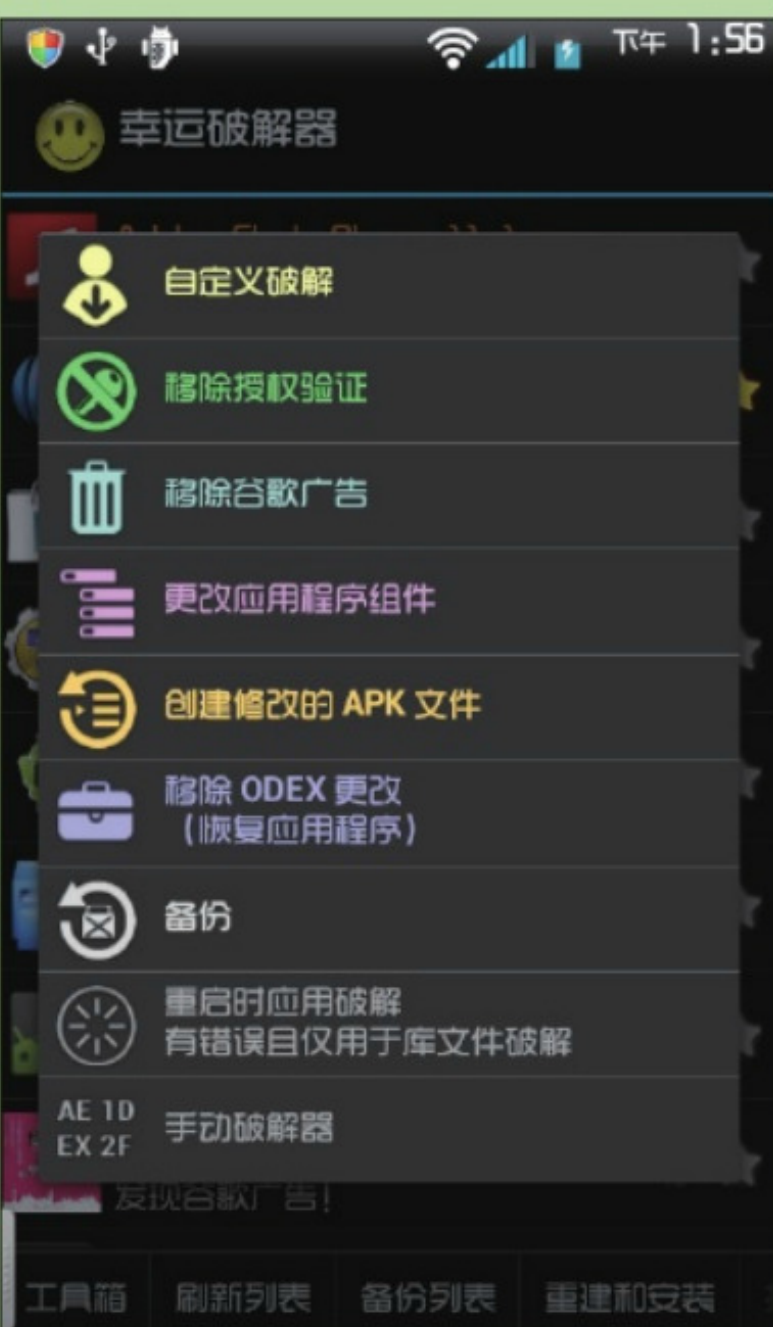 下午 1:56
幸运破解器
自定义破解
移除授权验证
移除谷歌广告
更改应用程序组件
创建修改的 APK 文件
移除 ODEX 更改
（恢复应用程序）
备份
重启时应用破解
有错误且仅用于库文件破解
AE 1D
EX 2F
手动破解器
发现谷歌广告!
工具箱
刷新列表
备份列表
重建和安装